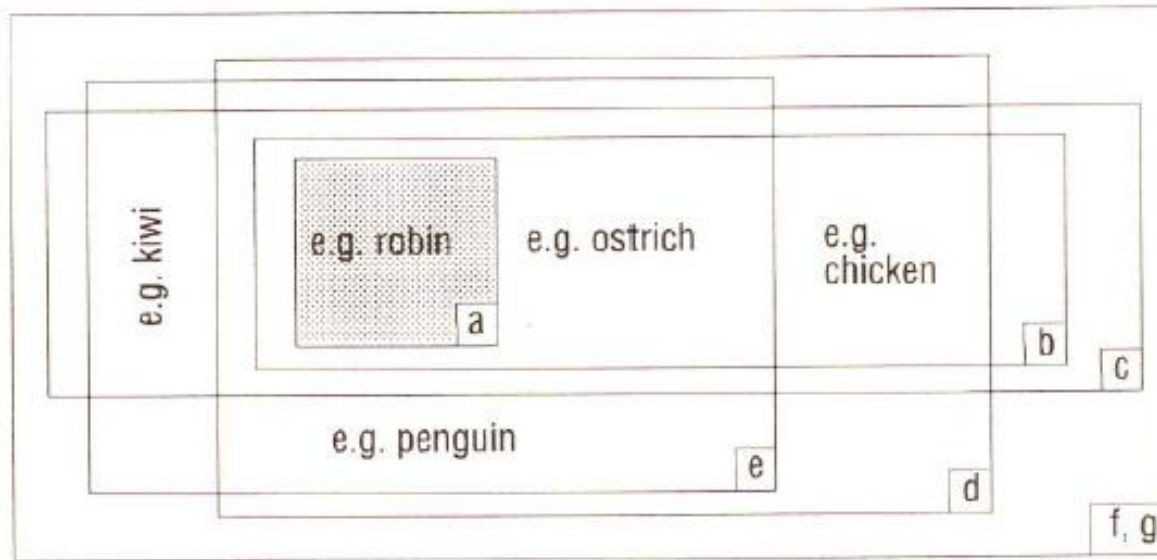 e.g. kiwi
e.g. robin
e.g. ostrich
e.g.
chicken
a
b
c
e.g. penguin
e
d
f, g